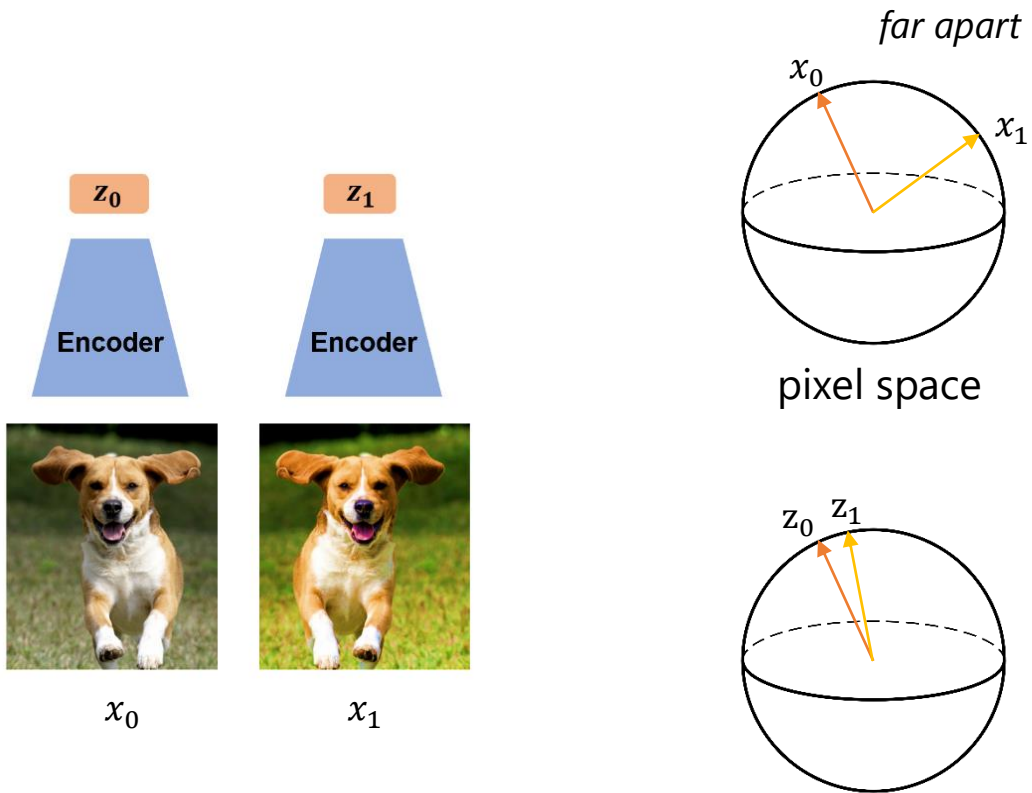 z₀
z₁
Encoder
Encoder
x₀
x₁
far apart
x₀
x₁
pixel space
z₀
z₁